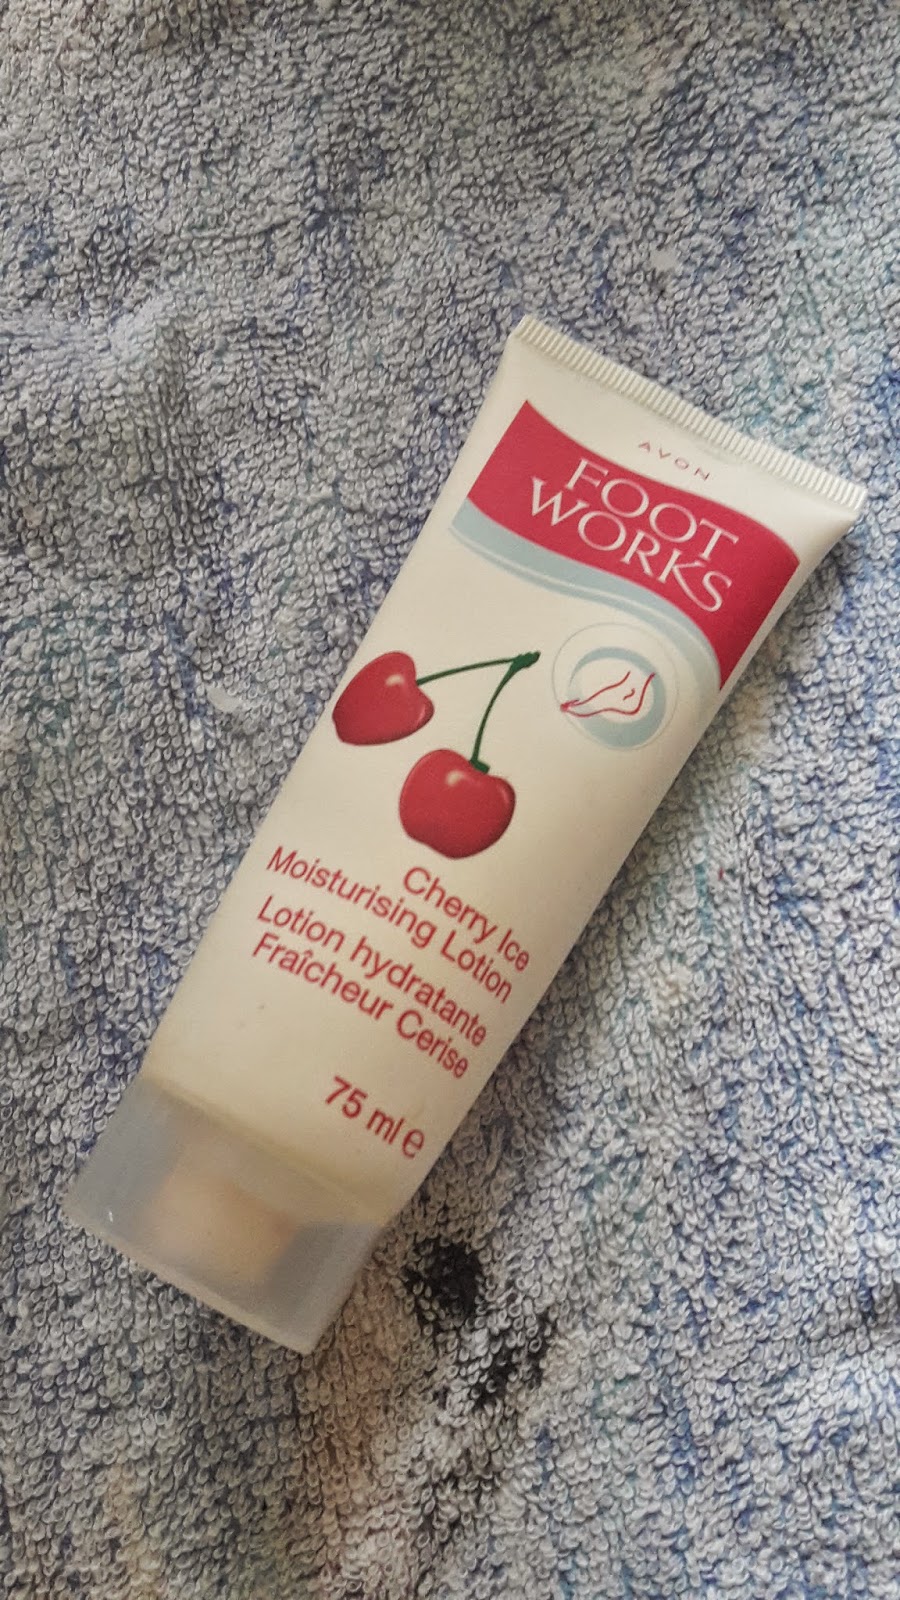 AVON
FOOT
WORKS
Cherry Ice
Moisturising Lotion
Lotion hydratante
Fraîcheur Cerise
75 ml e